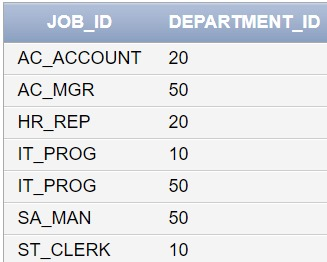 JOB_ID DEPARTMENT_ID
AC_ACCOUNT 20
AC_MGR 50
HR_REP 20
IT_PROG 10
IT_PROG 50
SA_MAN 50
ST_CLERK 10